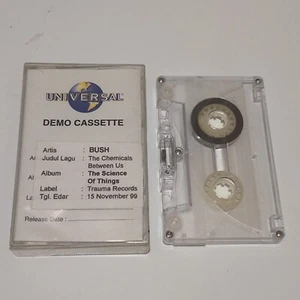 UNIVERSAL
DEMO CASSETTE
Artis : BUSH
Judul Lagu : The Chemicals
Between Us
Album : The Science
Of Things
Label : Trauma Records
Tgl. Edar : 15 November 99
Release Date :